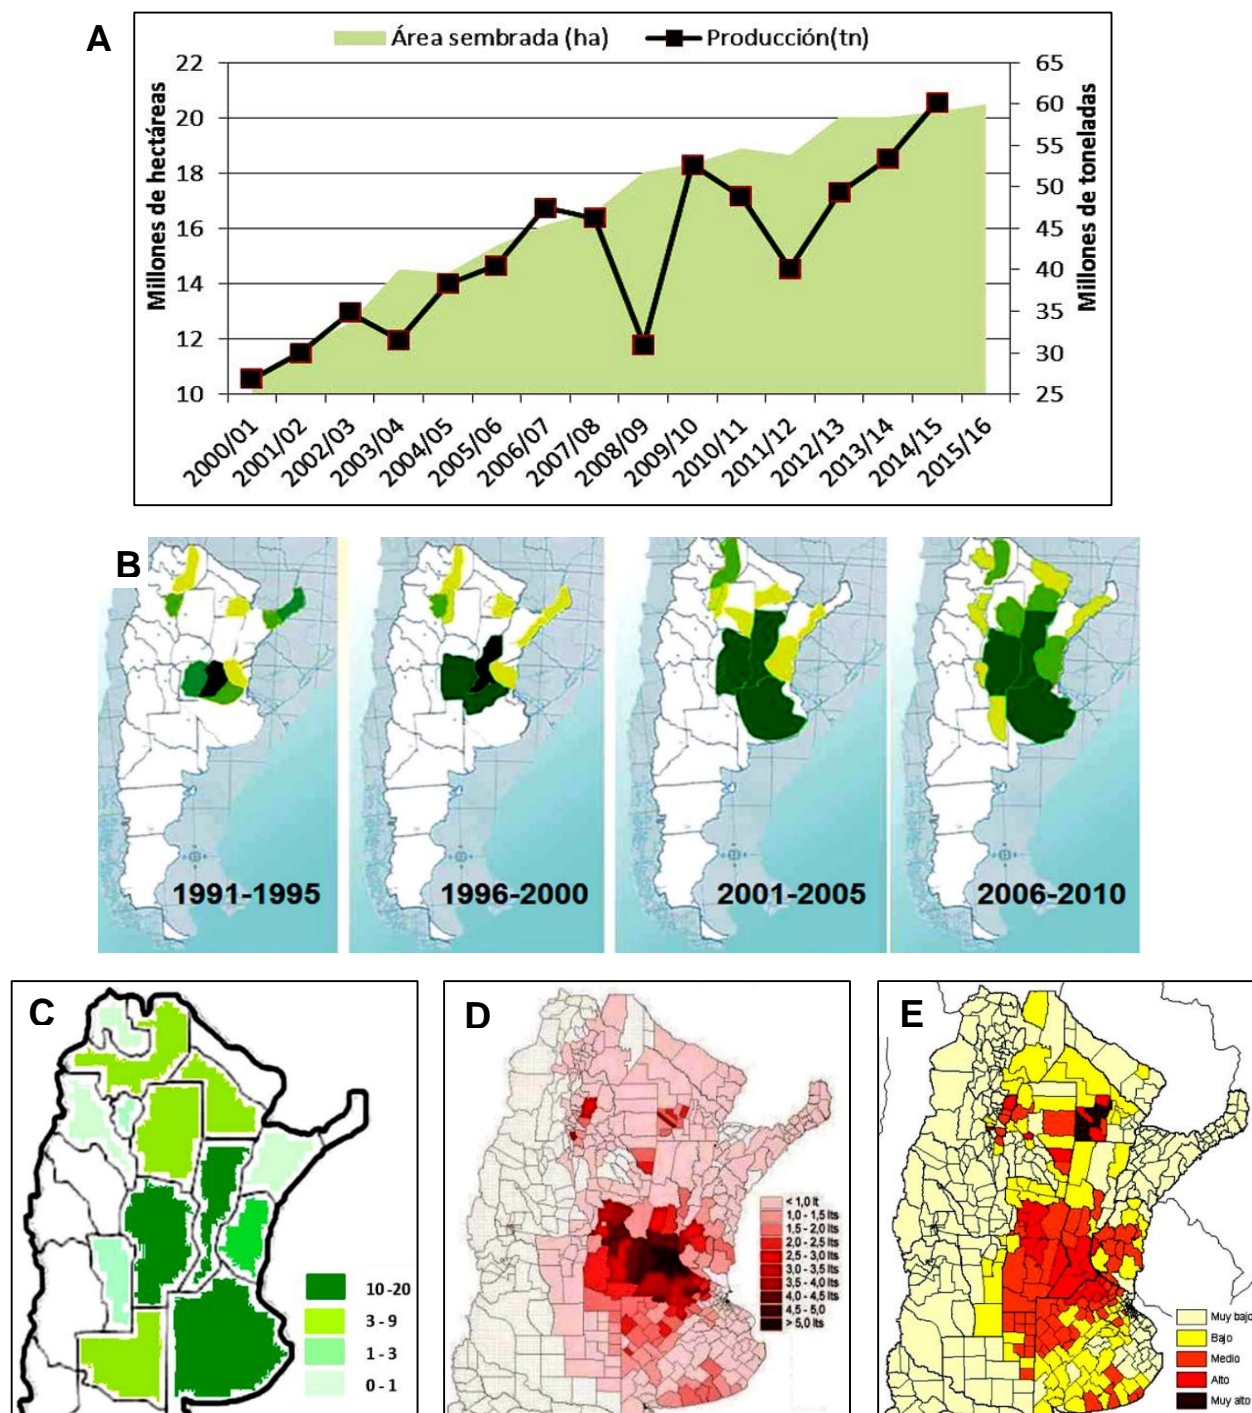 A
Área sembrada (ha) Producción(tn)
Millones de hectáreas
22
20
18
16
14
12
10
65
60
55
50
45
40
35
30
25
Millones de toneladas
2000/01
2001/02
2002/03
2003/04
2004/05
2005/06
2006/07
2007/08
2008/09
2009/10
2010/11
2011/12
2012/13
2013/14
2014/15
2015/16
B
1991-1995
1996-2000
2001-2005
2006-2010
C
10 - 20
3 - 9
1 - 3
0 - 1
D
< 1,0 lt
1,0 - 1,5 lts
1.5 - 2.0 lts
2.0 - 2,5 lts
2,5 - 3,0 lts
3.0 - 3,5 lts
3.5 - 4,0 lts
4,0 - 4,5 lts
4,5 - 5,0
> 5,0 lts
E
Muy bajo
Bajo
Medio
Alto
Muy alto